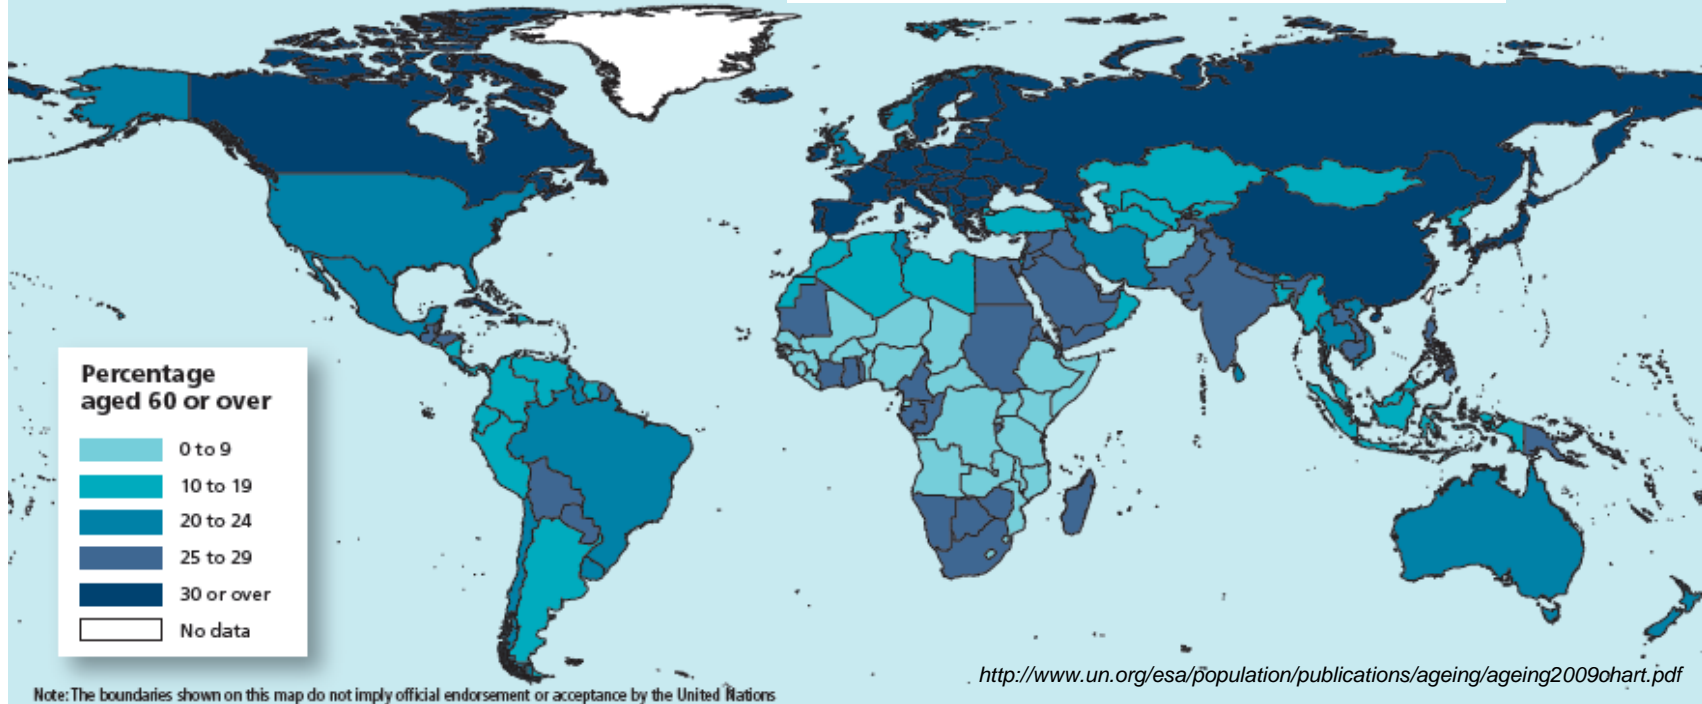 Percentage
aged 60 or over
0 to 9
10 to 19
20 to 24
25 to 29
30 or over
No data
http://www.un.org/esa/population/publications/ageing/ageing2009ohart.pdf
Note: The boundaries shown on this map do not imply official endorsement or acceptance by the United Nations